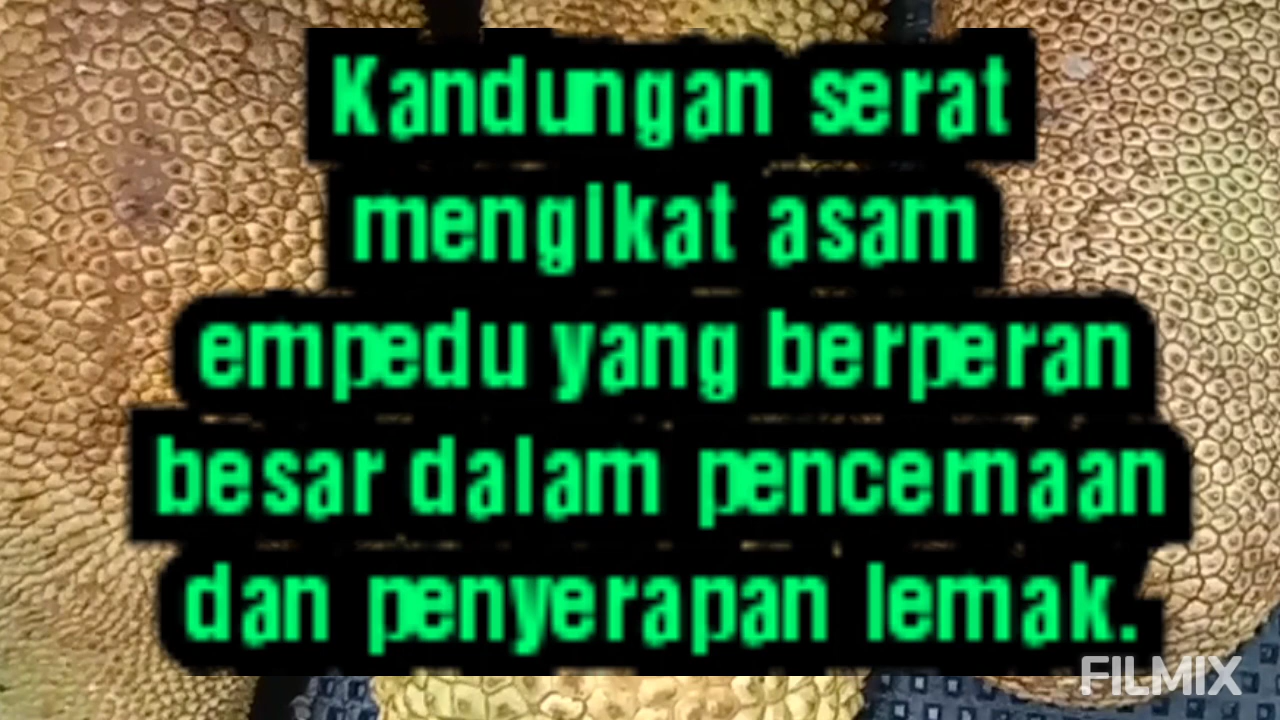 Kandungan serat
mengikat asam
empedu yang berperan
besar dalam pencernaan
dan penyerapan lemak.
FILMIX